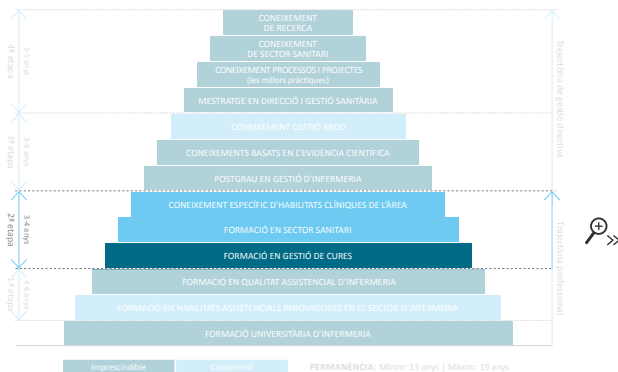 CONEIXEMENT
DE RECERCA
CONEIXEMENT
DE SECTOR SANITARI
CONEIXEMENT PROCESSOS I PROJECTES
(les millors pràctiques)
MESTRATGE EN DIRECCIÓ I GESTIÓ SANITÀRIA
4ª etapa
3-5 anys
CONEIXEMENT GESTIÓ BBDD
CONEIXEMENTS BASATS EN L'EVIDÈNCIA CIENTÍFICA
POSTGRAU EN GESTIÓ D'INFERMERIA
3ª etapa
3-4 anys
Trajectòria de gestió directiva
CONEIXEMENT ESPECÍFIC D'HABILITATS CLÍNIQUES DE L'ÀREA
FORMACIÓ EN SECTOR SANITARI
FORMACIÓ EN GESTIÓ DE CURES
2ª etapa
3-4 anys
FORMACIÓ EN QUALITAT ASSISTENCIAL D'INFERMERIA
FORMACIÓ EN HABILITATS ASSISTENCIALS INNOVADORES EN EL SECTOR D'INFERMERIA
1ª etapa
4-6 anys
Trajectòria professional
FORMACIÓ UNIVERSITÀRIA D'INFERMERIA
Imprescindible
Convenient
PERMANÈNCIA: Mínim: 13 anys | Màxim: 19 anys